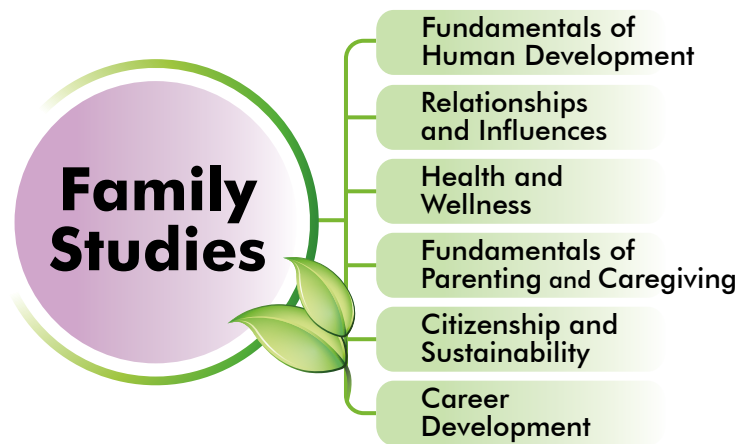 Family
Studies
Fundamentals of
Human Development
Relationships
and Influences
Health and
Wellness
Fundamentals of
Parenting and Caregiving
Citizenship and
Sustainability
Career
Development